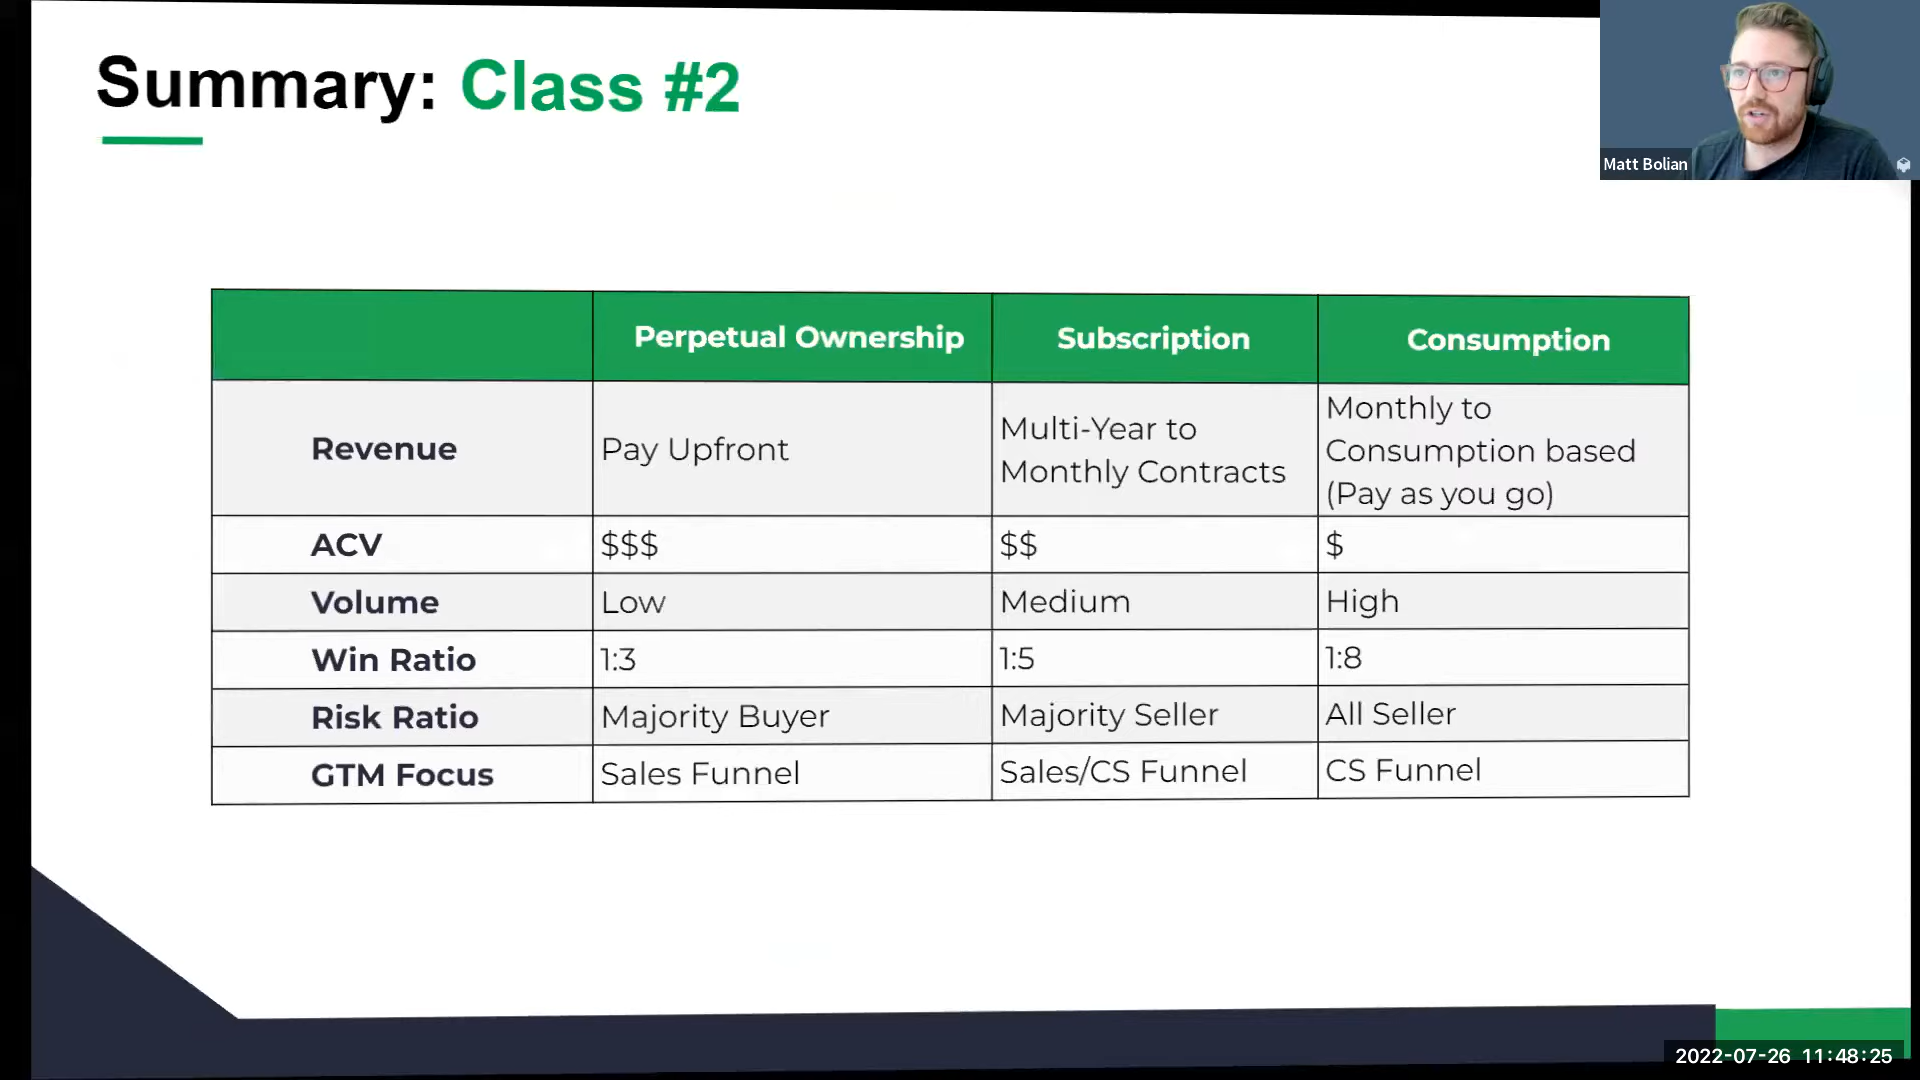 Summary: Class #2
Matt Bolian
Perpetual Ownership
Subscription
Consumption
Revenue
Pay Upfront
Multi-Year to
Monthly Contracts
Monthly to
Consumption based
(Pay as you go)
ACV
$$$
$$
$
Volume
Low
Medium
High
Win Ratio
1:3
1:5
1:8
Risk Ratio
Majority Buyer
Majority Seller
All Seller
GTM Focus
Sales Funnel
Sales/CS Funnel
CS Funnel
2022-07-26 11:48:25